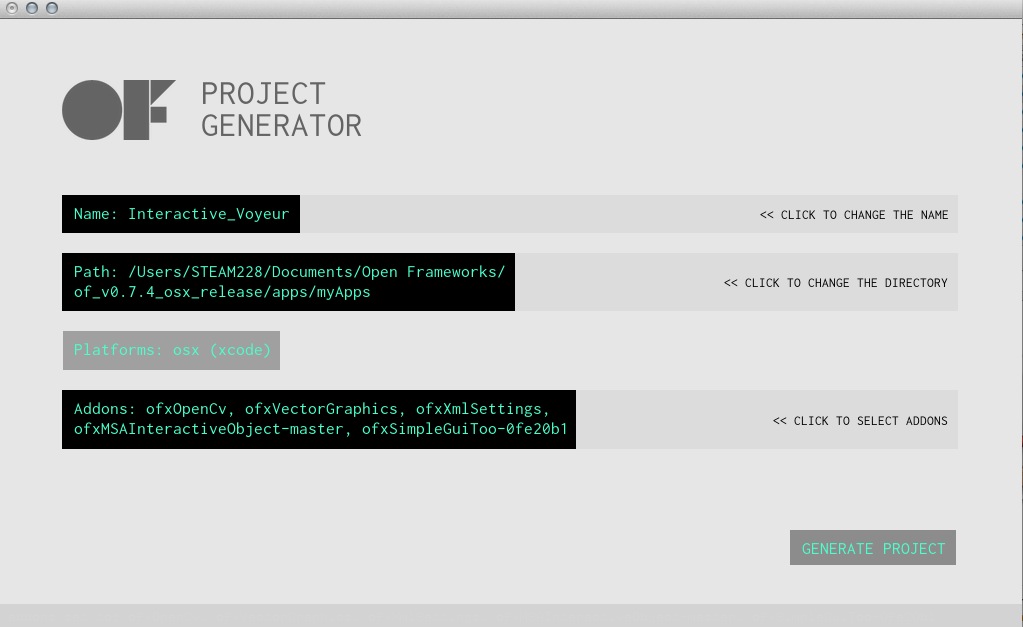 OF
PROJECT
GENERATOR
Name: Interactive_Voyeur
<< CLICK TO CHANGE THE NAME
Path: /Users/STEAM228/Documents/Open Frameworks/
of_v0.7.4_osx_release/apps/myApps
<< CLICK TO CHANGE THE DIRECTORY
Platforms: osx (xcode)
Addons: ofxOpenCv, ofxVectorGraphics, ofxXmlSettings,
ofxMSAInteractiveObject-master, ofxSimpleGuiToo-0fe20b1
<< CLICK TO SELECT ADDONS
GENERATE PROJECT